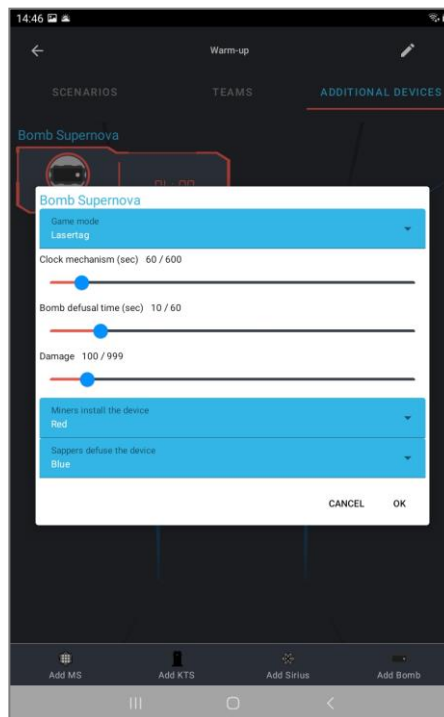 14:46
Warm-up
SCENARIOS TEAMS ADDITIONAL DEVICES
Bomb Supernova
Bomb Supernova
Game mode
Lasertag
Clock mechanism (sec) 60 / 600
Bomb defusal time (sec) 10 / 60
Damage 100 / 999
Miners install the device
Red
Sappers defuse the device
Blue
CANCEL OK
Add MS Add KTS Add Sirius Add Bomb